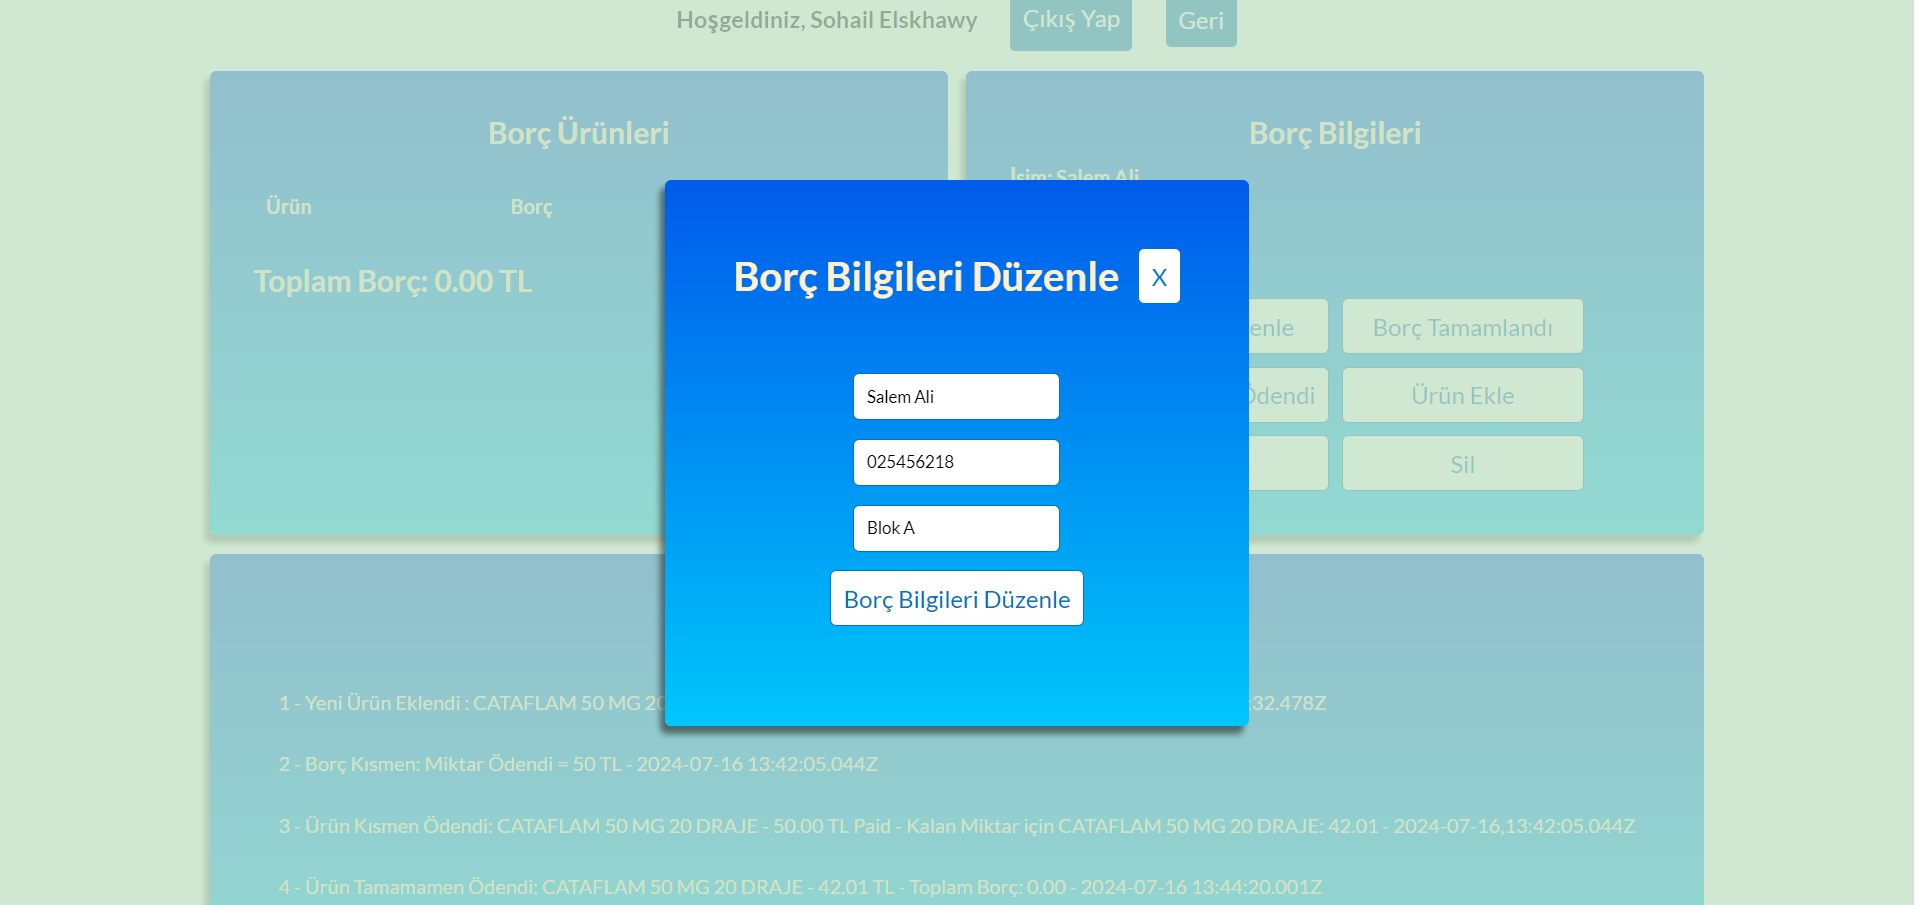 Hoşgeldiniz, Sohail Elskhawy
Çıkış Yap
Geri
Borç Ürünleri
Borç Bilgileri
İsim: Salem Ali
Ürün
Borç
Toplam Borç: 0.00 TL
Borç Bilgileri Düzenle
X
Salem Ali
025456218
Blok A
Borç Bilgileri Düzenle
Borç Tamamlandı
Ödendi
Ürün Ekle
Sil
1 - Yeni Ürün Eklendi : CATAFLAM 50 MG 20
:32.478Z
2 - Borç Kısmen: Miktar Ödendi = 50 TL - 2024-07-16 13:42:05.044Z
3 - Ürün Kısmen Ödendi: CATAFLAM 50 MG 20 DRAJE - 50.00 TL Paid - Kalan Miktar için CATAFLAM 50 MG 20 DRAJE: 42.01 - 2024-07-16,13:42:05.044Z
4 - Ürün Tamamamen Ödendi: CATAFLAM 50 MG 20 DRAJE - 42.01 TL - Toplam Borç: 0.00 - 2024-07-16 13:44:20.001Z